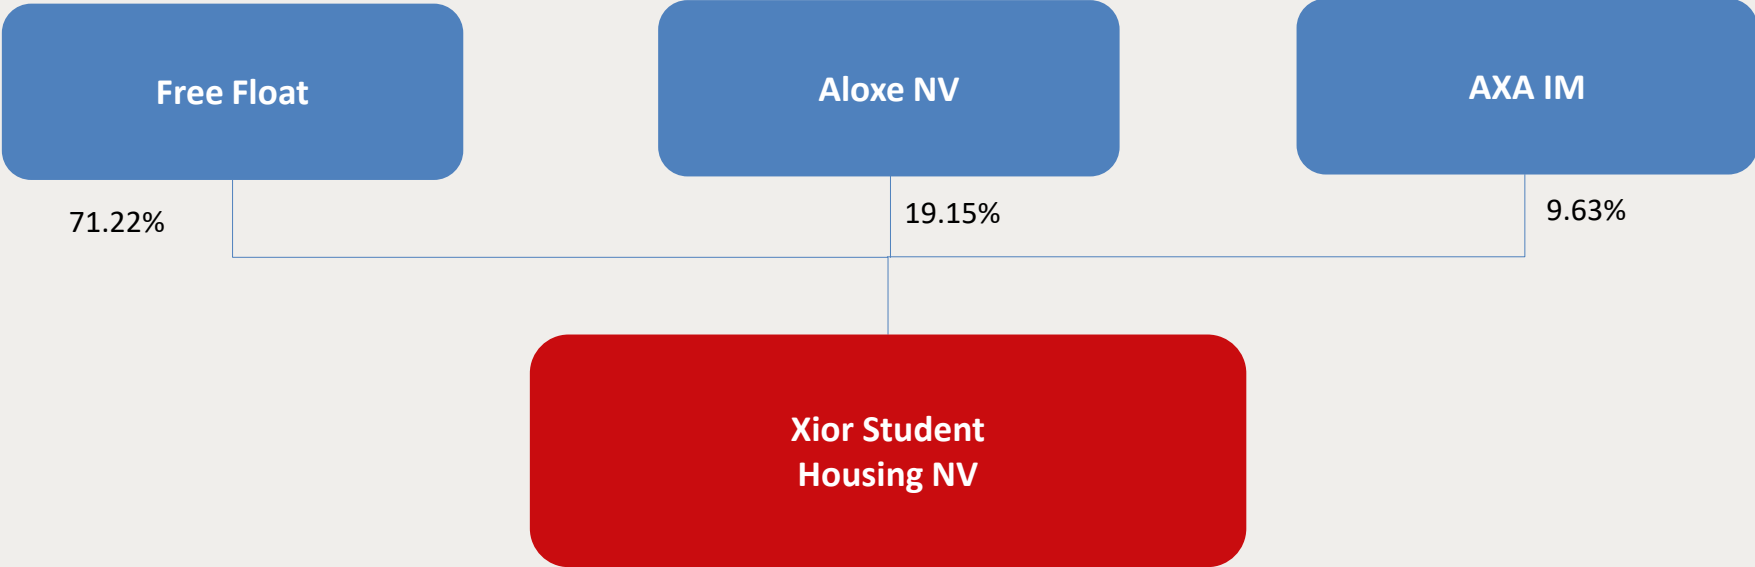 Free Float
Aloxe NV
AXA IM
71.22%
19.15%
9.63%
Xior Student
Housing NV